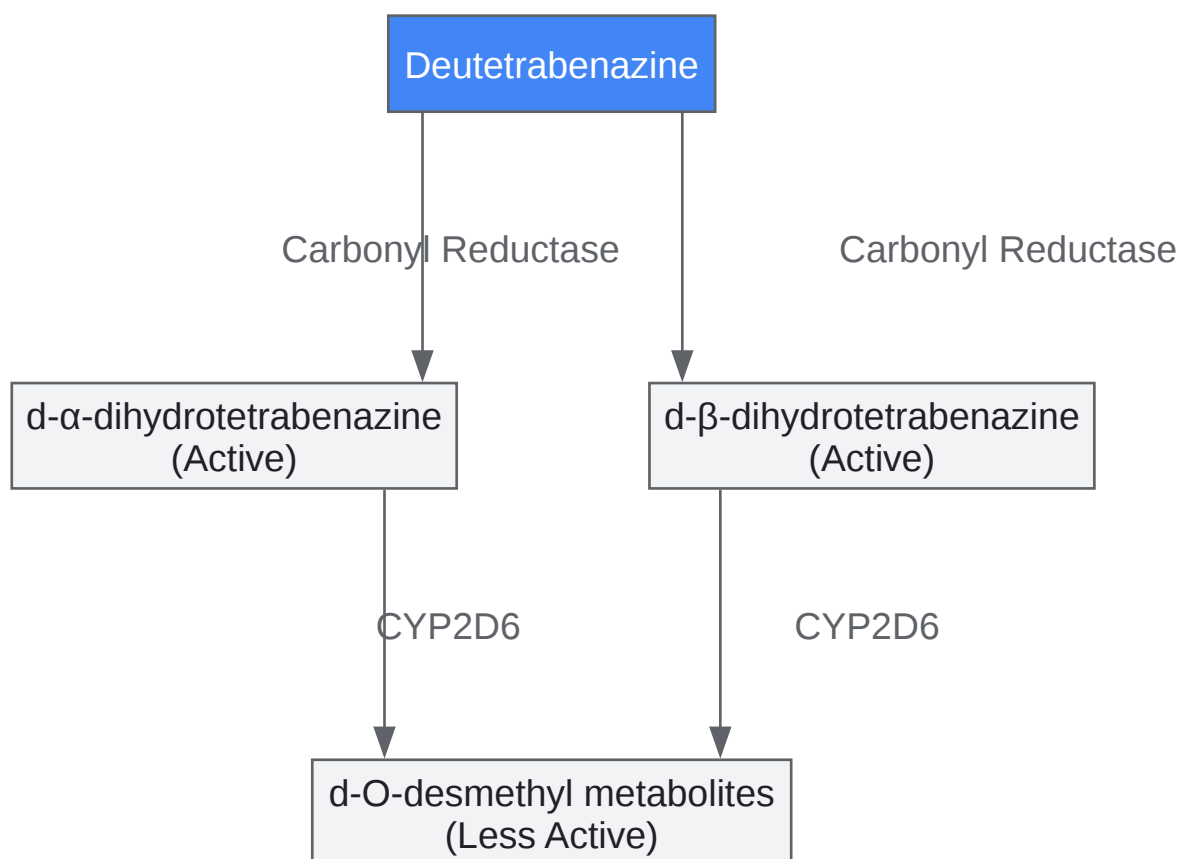 Deutetrabenazine
Carbonyl Reductase
Carbonyl Reductase
d-α-dihydrotetrabenazine
(Active)
d-β-dihydrotetrabenazine
(Active)
CYP2D6
CYP2D6
d-O-desmethyl metabolites
(Less Active)